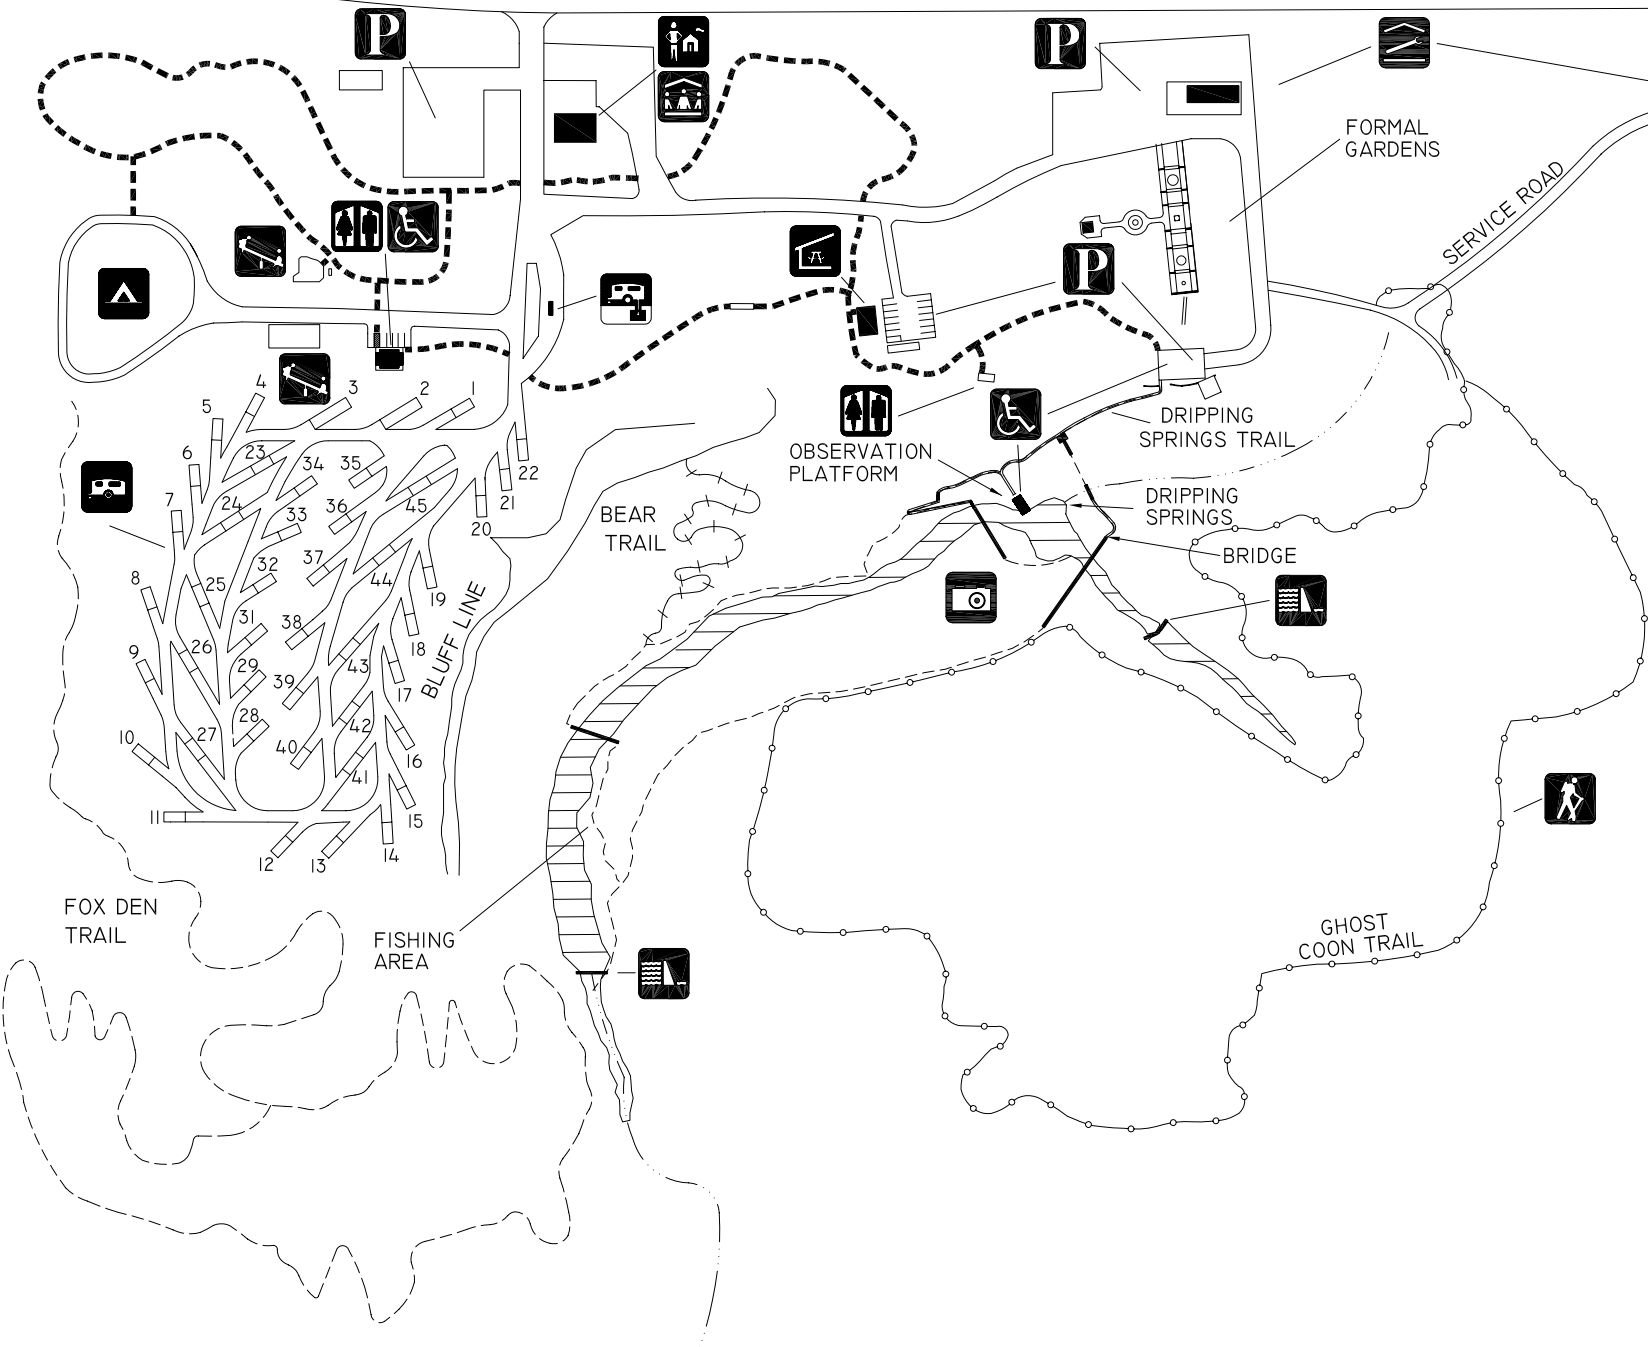 P
P
FORMAL
GARDENS
SERVICE ROAD
P
DRIPPING
SPRINGS TRAIL
OBSERVATION
PLATFORM
DRIPPING
SPRINGS
BRIDGE
BEAR
TRAIL
BLUFF LINE
1
2
3
4
5
6
7
8
9
10
11
12
13
14
15
16
17
18
19
20
21
22
23
24
25
26
27
28
29
31
32
33
34
35
36
37
38
39
40
41
42
43
44
45
FOX DEN
TRAIL
FISHING
AREA
GHOST
COON TRAIL